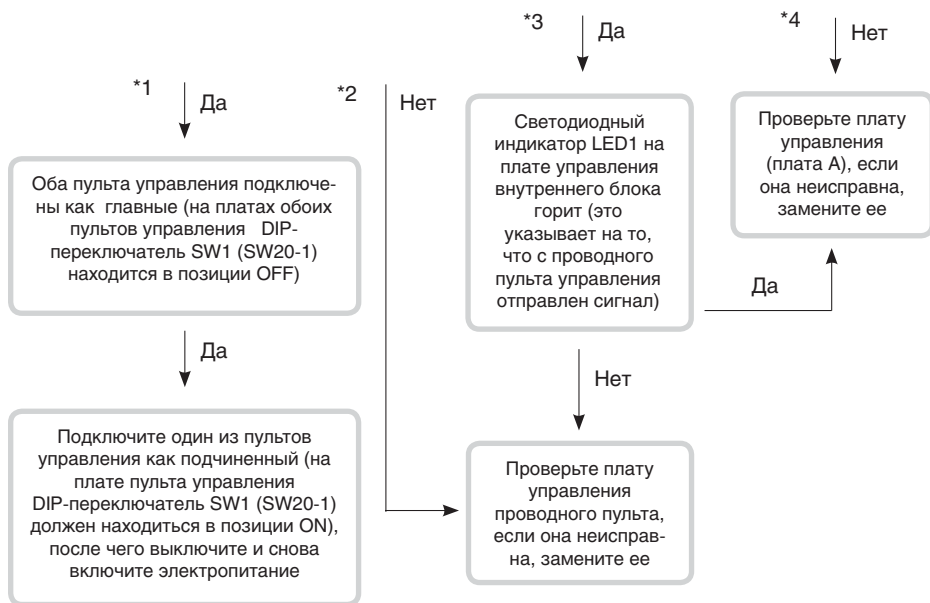 *1
Да
Оба пульта управления подключе-
ны как главные (на платах обоих
пультов управления DIP-
переключатель SW1 (SW20-1)
находится в позиции OFF)
Да
Подключите один из пультов
управления как подчиненный (на
плате пульта управления
DIP-переключатель SW1 (SW20-1)
должен находиться в позиции ON),
после чего выключите и снова
включите электропитание
*2
Нет
*3
Да
Светодиодный
индикатор LED1 на
плате управления
внутреннего блока
горит (это
указывает на то,
что с проводного
пульта управления
отправлен сигнал)
Да
Нет
Проверьте плату
управления
проводного пульта,
если она неисправ-
на, замените ее
*4
Нет
Проверьте плату
управления
(плата А), если
она неисправна,
замените ее